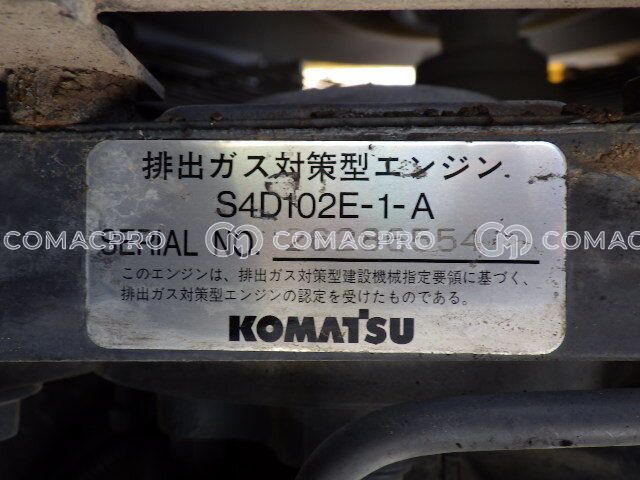 排出ガス対策型エンジン
S4D102E-1-A
SERIAL NO.
このエンジンは、排出ガス対策型建設機械指定要領に基づく、
排出ガス対策型エンジンの認定を受けたものである。
KOMATSU
COMACPRO COMACPRO COMACPRO